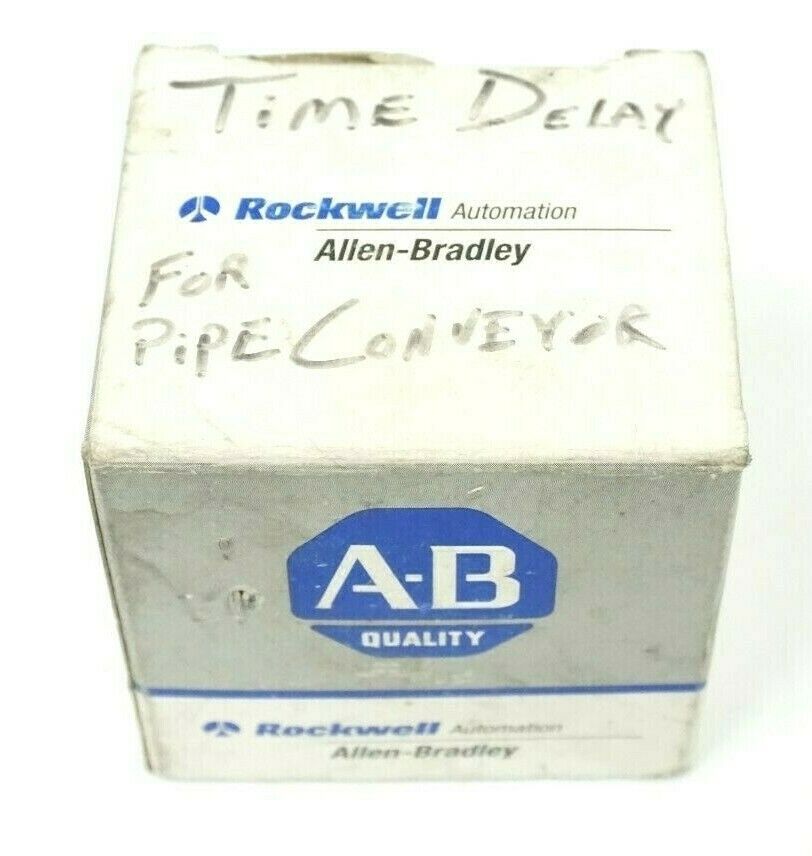 TiME DELAY
Rockwell Automation
Allen-Bradley
FOR
PiPE CONVEYOR
A-B
QUALITY
Rockwell Automation
Allen-Bradley